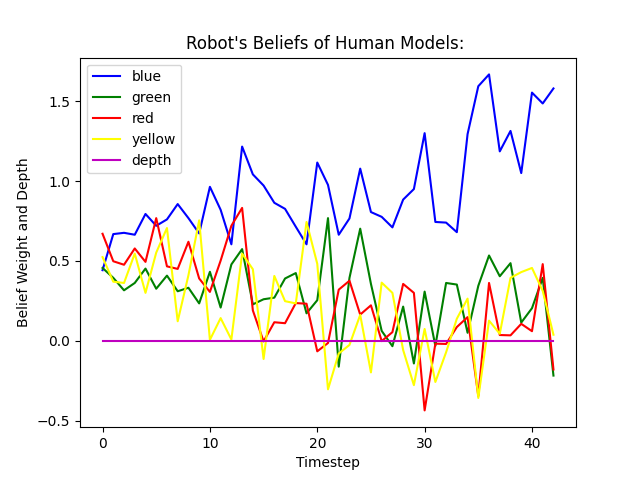 Robot's Beliefs of Human Models:
blue
green
red
yellow
depth
Belief Weight and Depth
1.5
1.0
0.5
0.0
−0.5
0 10 20 30 40
Timestep